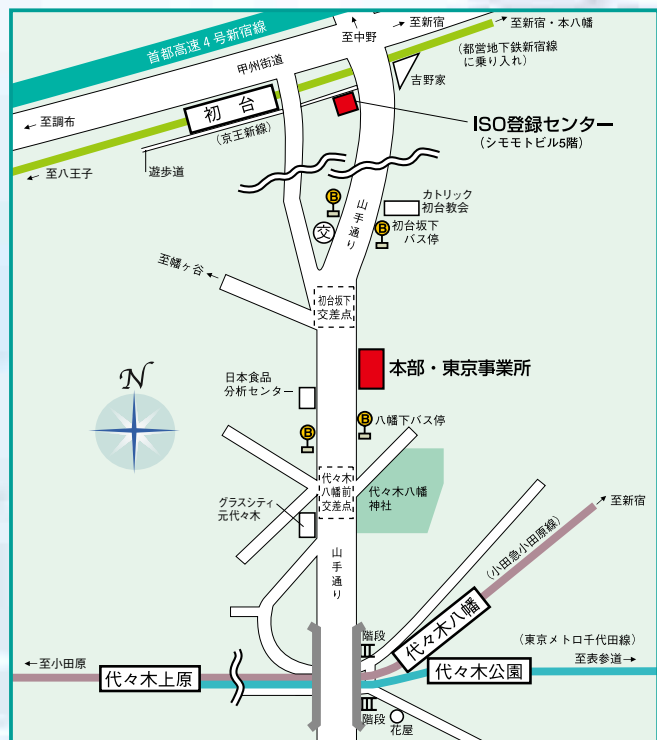 首都高速4号新宿線
甲州街道
至中野
至新宿
至新宿・本八幡
(都営地下鉄新宿線
に乗り入れ)
吉野家
初台
(京王新線)
至調布
至八王子
遊歩道
ISO登録センター
(シモモトビル5階)
B
カトリック
初台教会
山手通り
交
B
初台坂下
バス停
至幡ヶ谷
初台坂下
交差点
N
本部・東京事業所
日本食品
分析センター
B
八幡下バス停
B
代々木
八幡前
交差点
代々木八幡
神社
グラスシティ
元代々木
山手通り
至新宿
(小田急小田原線)
代々木八幡
階段
(東京メトロ千代田線)
至表参道
至小田原
代々木上原
代々木公園
階段
花屋